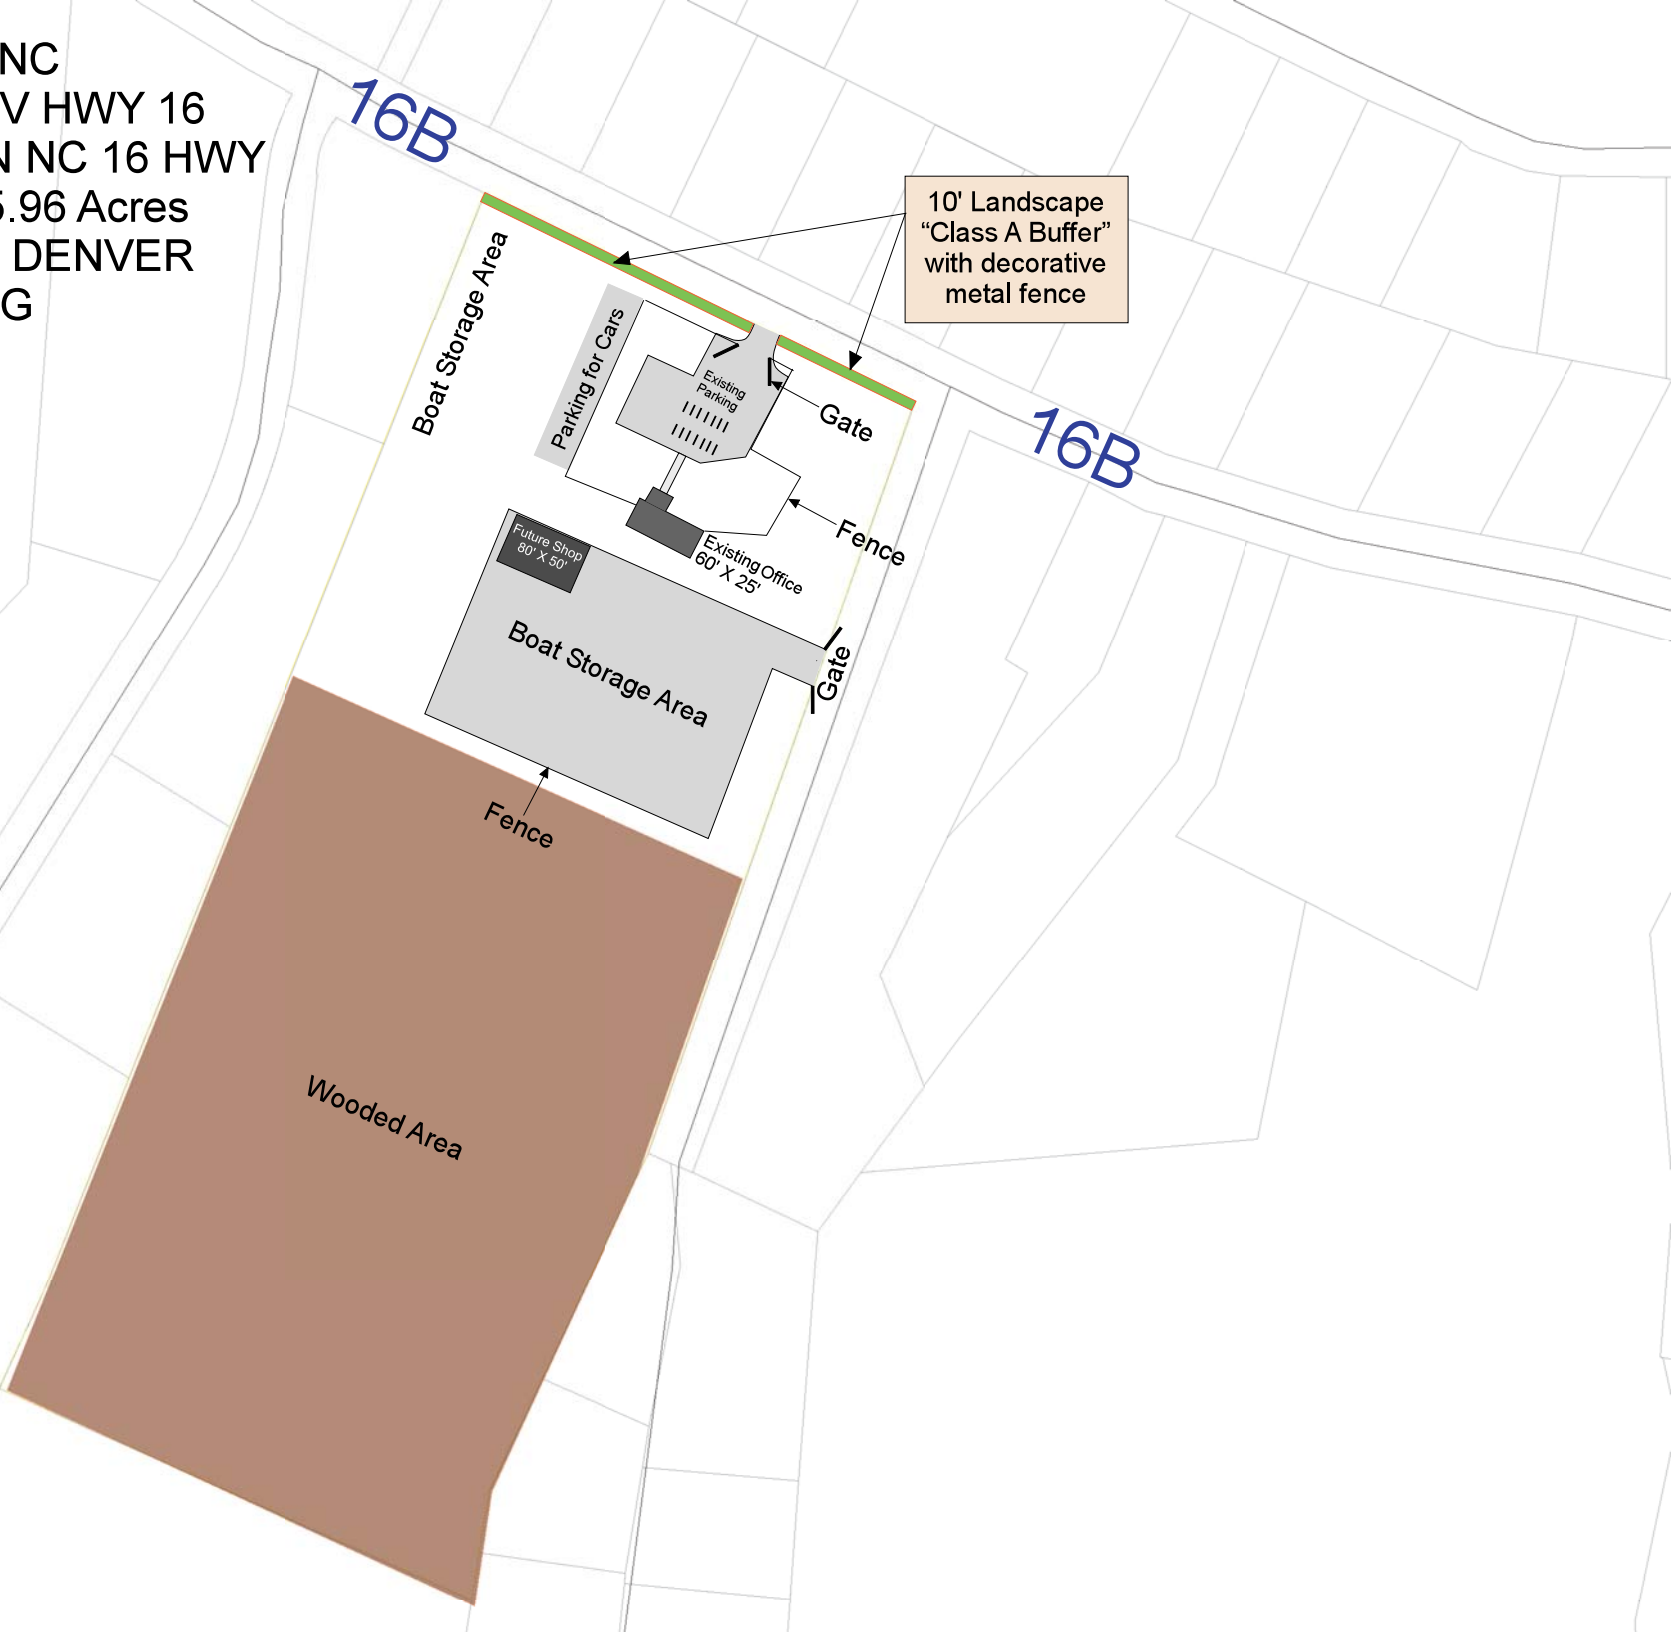 NC
V HWY 16
N NC 16 HWY
5.96 Acres
DENVER
G
16B
10' Landscape
“Class A Buffer”
with decorative
metal fence
Boat Storage Area
Parking for Cars
Existing
Parking
Gate
16B
Fence
Future Shop
80' X 50'
Existing Office
60' X 25'
Boat Storage Area
Gate
Fence
Wooded Area